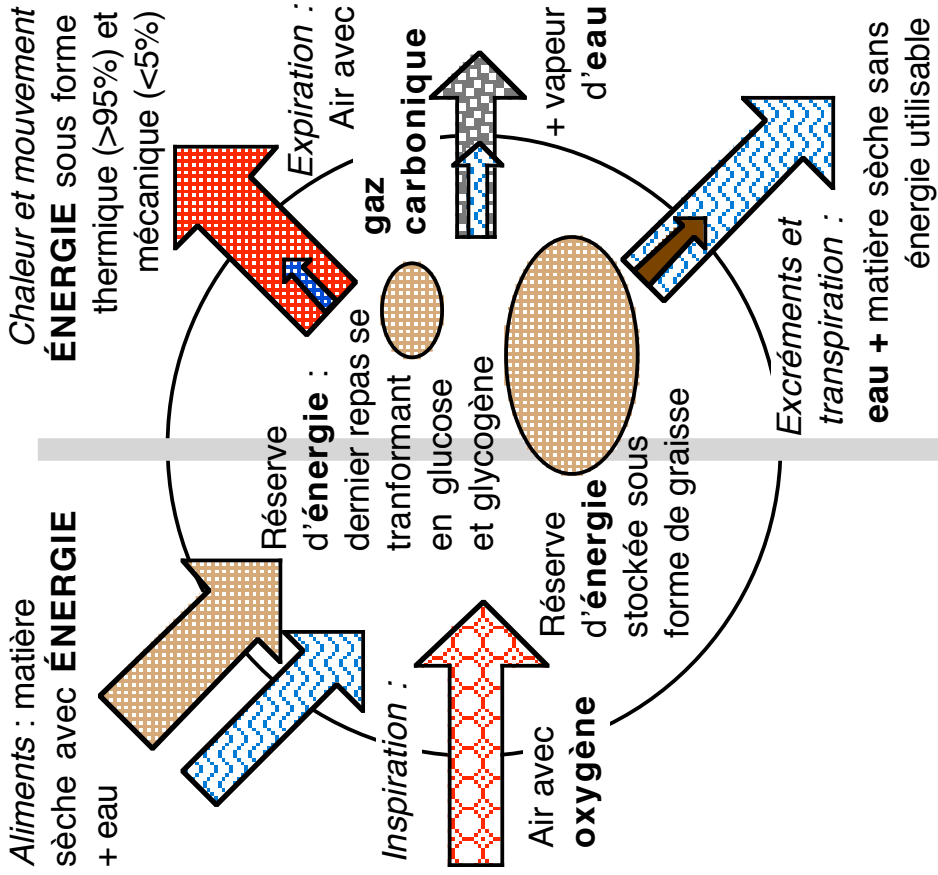 Aliments : matière
sèche avec ÉNERGIE
+ eau
Chaleur et mouvement
ÉNERGIE sous forme
thermique (>95%) et
mécanique (<5%)
Réserve
d'énergie :
dernier repas se
tranformant
en glucose
et glycogène
Expiration :
Air avec
gaz
carbonique
+ vapeur
d'eau
Inspiration :
Air avec
oxygène
Réserve
d'énergie
stockée sous
forme de graisse
Excréments et
transpiration :
eau + matière sèche sans
énergie utilisable